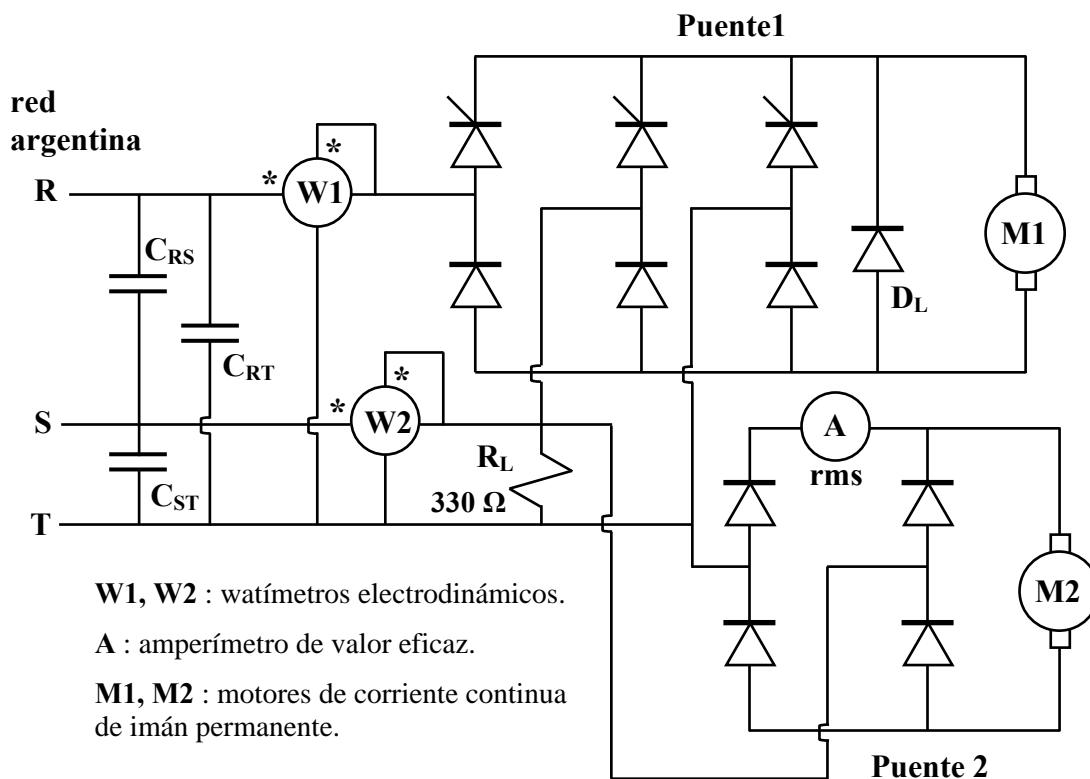 Puente1
red
argentina
*
*
W1
R
C_RS
C_RT
D_L
M1
*
*
W2
S
A
rms
R_L
330 Ω
C_ST
T
M2
W1, W2 : watímetros electrodinámicos.
A : amperímetro de valor eficaz.
M1, M2 : motores de corriente continua
de imán permanente.
Puente 2